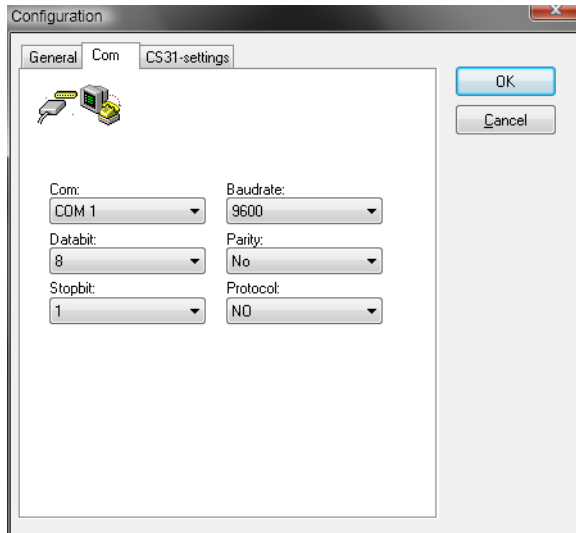 Configuration
General Com CS31-settings
OK
Cancel
Com: Baudrate:
COM 1 9600
Databit: Parity:
8 No
Stopbit: Protocol:
1 NO